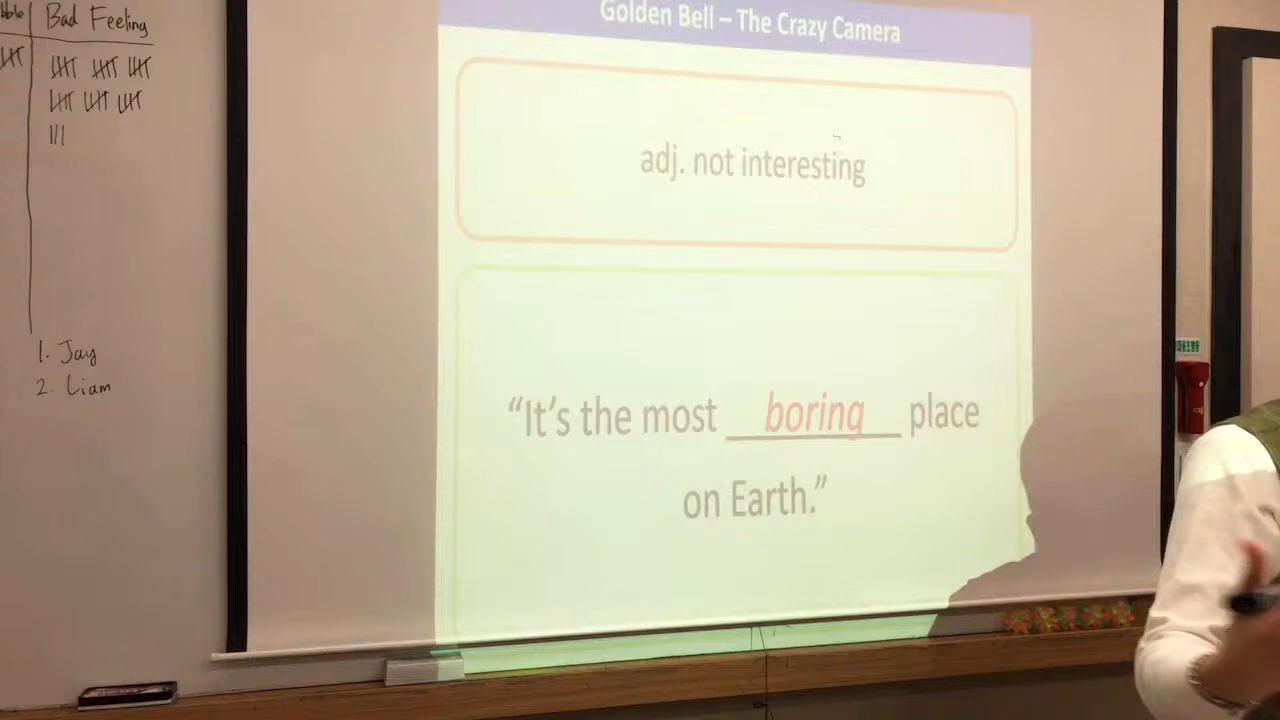 Bad Feeling
1. Jay
2. Liam
Golden Bell – The Crazy Camera
adj. not interesting
“It’s the most boring place
on Earth.”